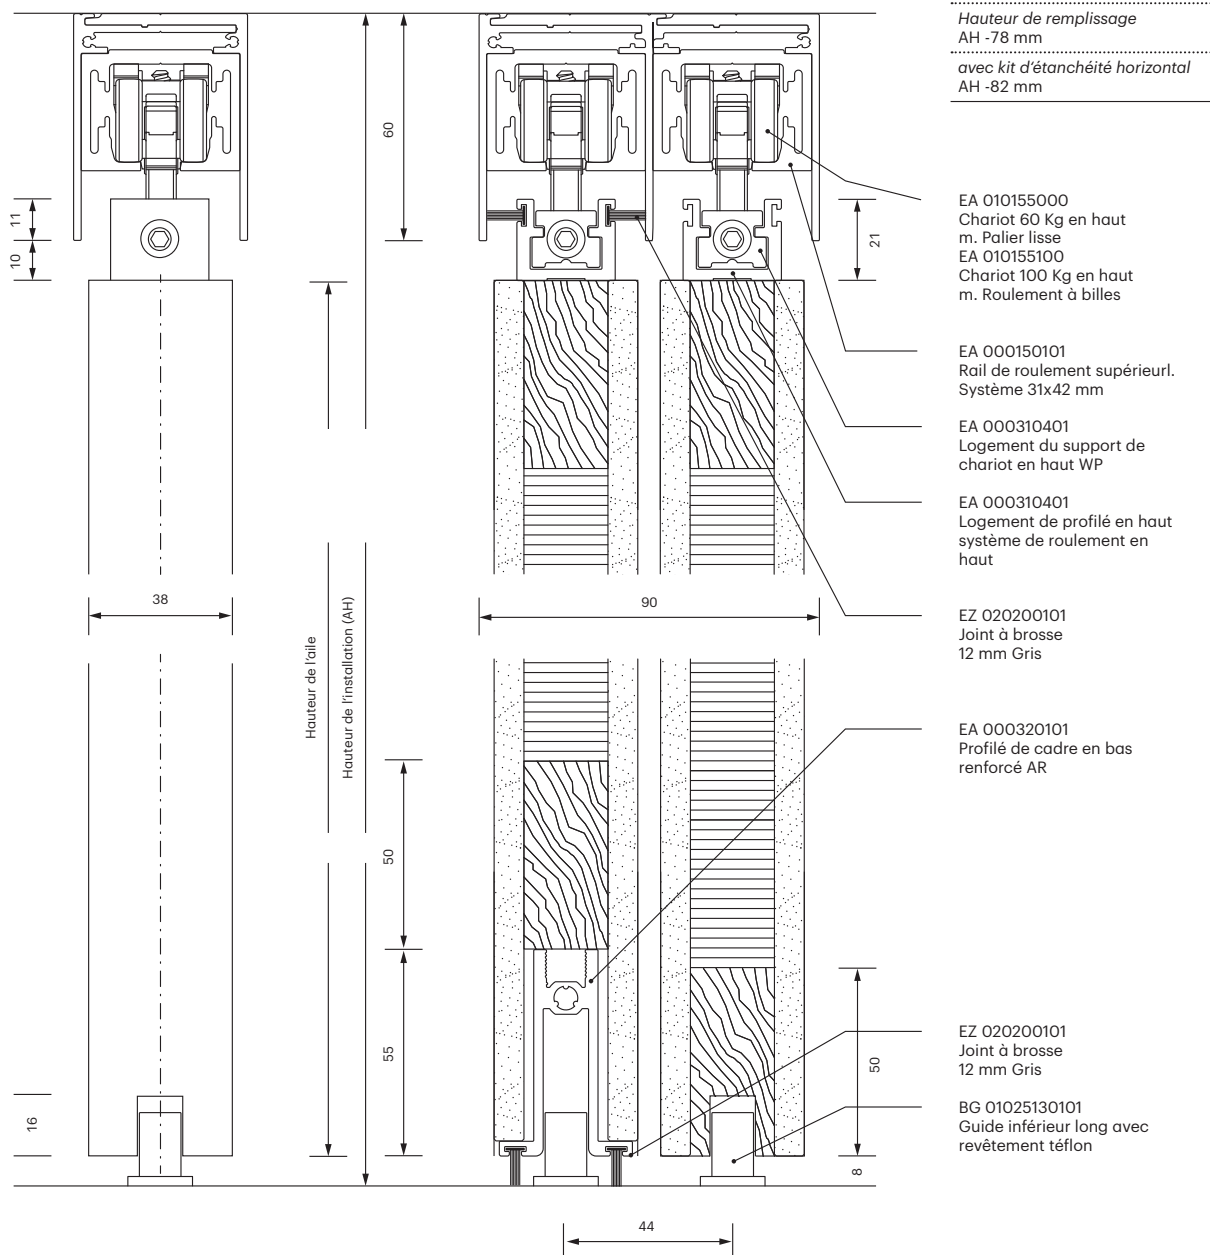 Hauteur de remplissage
AH -78 mm
avec kit d'étanchéité horizontal
AH -82 mm
60
11
10
21
EA 010155000
Chariot 60 Kg en haut
m. Palier lisse
EA 010155100
Chariot 100 Kg en haut
m. Roulement à billes
EA 000150101
Rail de roulement supérieurl.
Système 31x42 mm
EA 000310401
Logement du support de
chariot en haut WP
EA 000310401
Logement de profilé en haut
système de roulement en
haut
38
90
Hauteur de l'aile
Hauteur de l'installation (AH)
EZ 020200101
Joint à brosse
12 mm Gris
EA 000320101
Profilé de cadre en bas
renforcé AR
50
55
50
16
8
EZ 020200101
Joint à brosse
12 mm Gris
BG 01025130101
Guide inférieur long avec
revêtement téflon
44